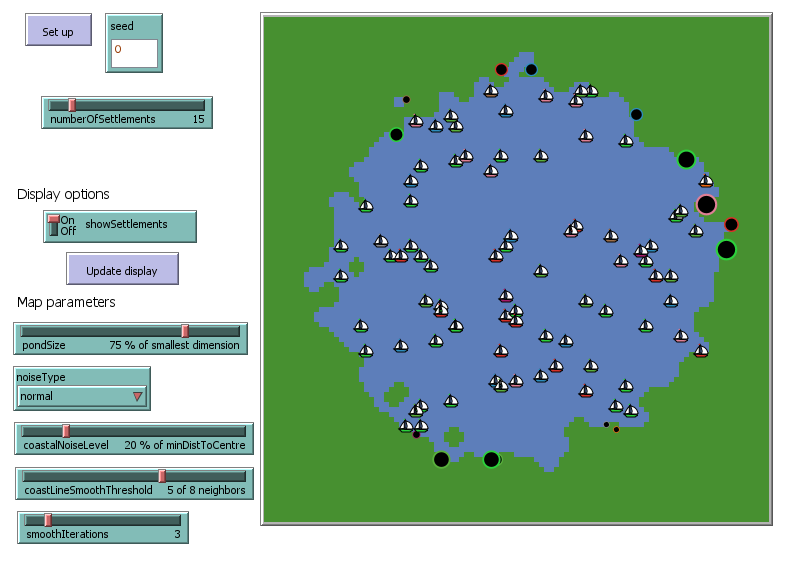 Set up
seed
0
numberOfSettlements 15
Display options
On
Off
showSettlements
Update display
Map parameters
pondSize 75 % of smallest dimension
noiseType
normal
coastalNoiseLevel 20 % of minDistToCentre
coastLineSmoothThreshold 5 of 8 neighbors
smoothIterations 3